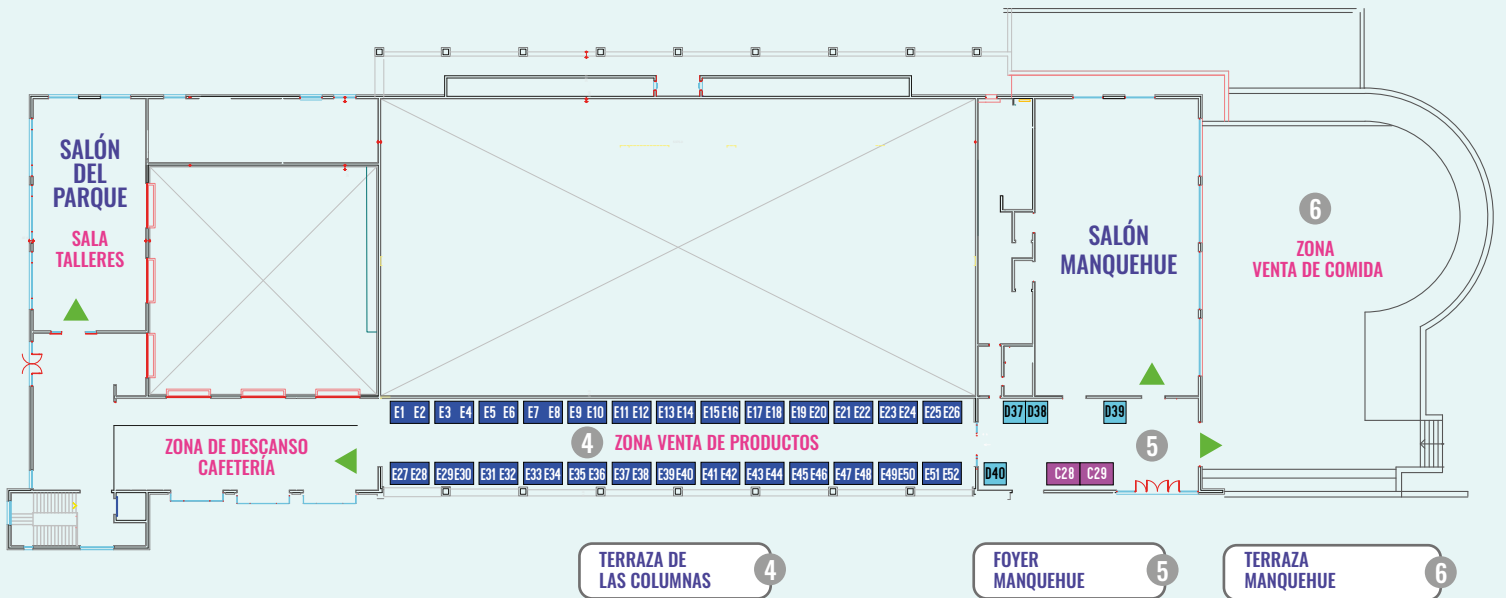 SALÓN
DEL
PARQUE
SALA
TALLERES
SALÓN
MANQUEHUE
6
ZONA
VENTA DE COMIDA
E1 E2 E3 E4 E5 E6 E7 E8 E9 E10 E11 E12 E13 E14 E15 E16 E17 E18 E19 E20 E21 E22 E23 E24 E25 E26
D37 D38 D39
ZONA DE DESCANSO
CAFETERÍA
4 ZONA VENTA DE PRODUCTOS
5
E27 E28 E29 E30 E31 E32 E33 E34 E35 E36 E37 E38 E39 E40 E41 E42 E43 E44 E45 E46 E47 E48 E49 E50 E51 E52
D40 C28 C29
TERRAZA DE
LAS COLUMNAS
4
FOYER
MANQUEHUE
5
TERRAZA
MANQUEHUE
6